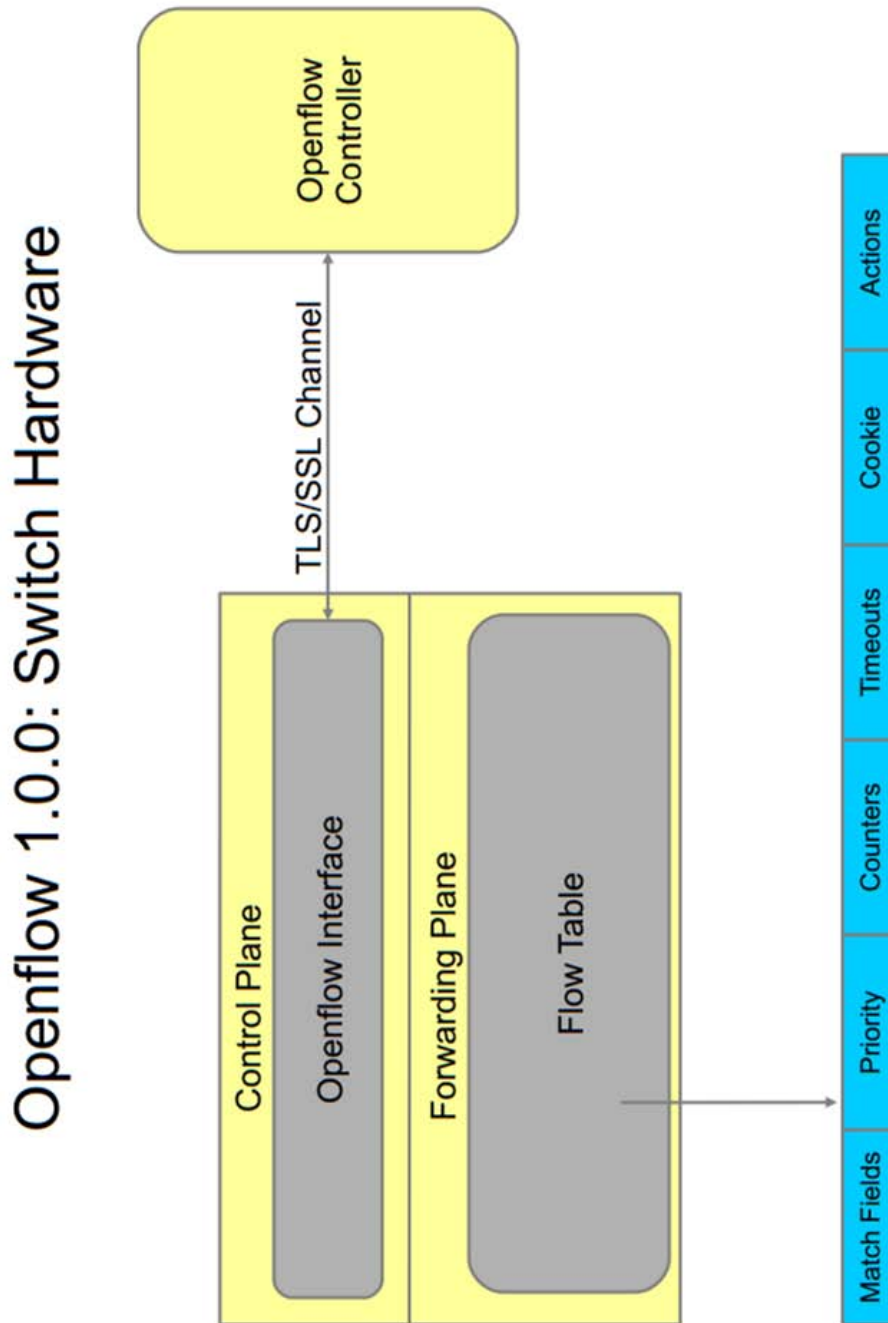 Openflow 1.0.0: Switch Hardware
Control Plane
Openflow Interface
TLS/SSL Channel
Openflow
Controller
Forwarding Plane
Flow Table
Match Fields
Priority
Counters
Timeouts
Cookie
Actions